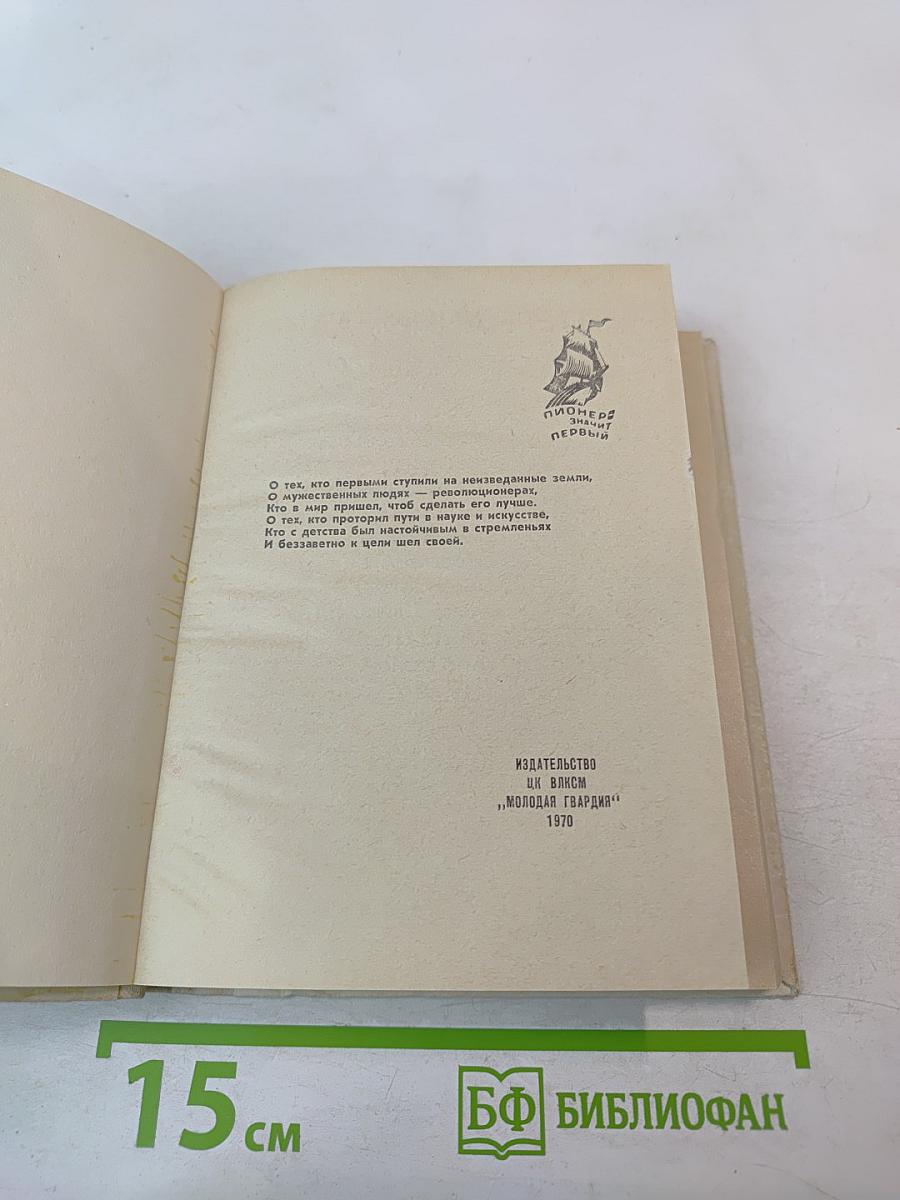 ПИОНЕР-
ЗНАЧИТ
ПЕРВЫЙ
О тех, кто первыми ступили на неизведанные земли,
О мужественных людях — революционерах,
Кто в мир пришел, чтоб сделать его лучше.
О тех, кто проторил пути в науке и искусстве,
Кто с детства был настойчивым в стремленьях
И беззаветно к цели шел своей.
ИЗДАТЕЛЬСТВО
ЦК ВЛКСМ
„МОЛОДАЯ ГВАРДИЯ“
1970
15 см
БФ БИБЛИОФАН